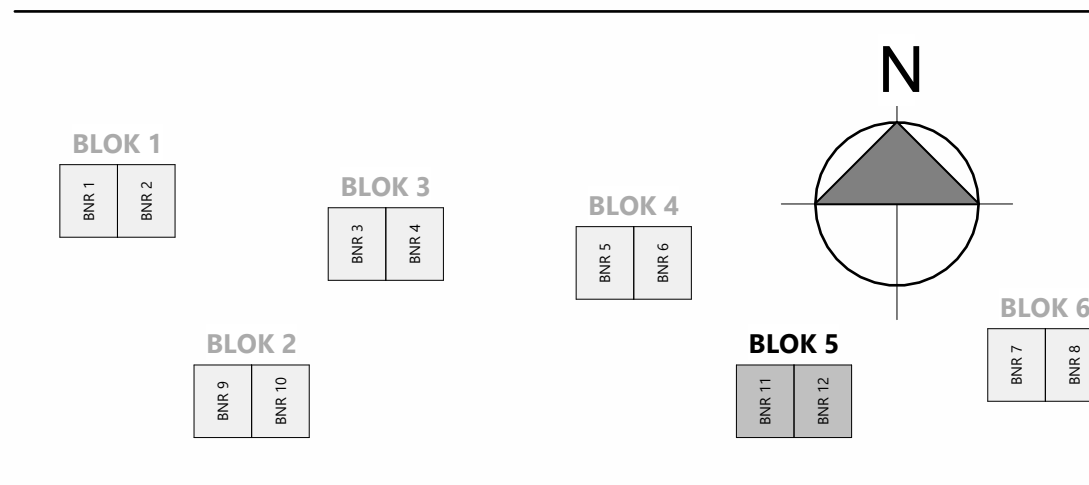 N
BLOK 1
BNR 1
BNR 2
BLOK 3
BNR 3
BNR 4
BLOK 4
BNR 5
BNR 6
BLOK 6
BNR 7
BNR 8
BLOK 2
BNR 9
BNR 10
BLOK 5
BNR 11
BNR 12